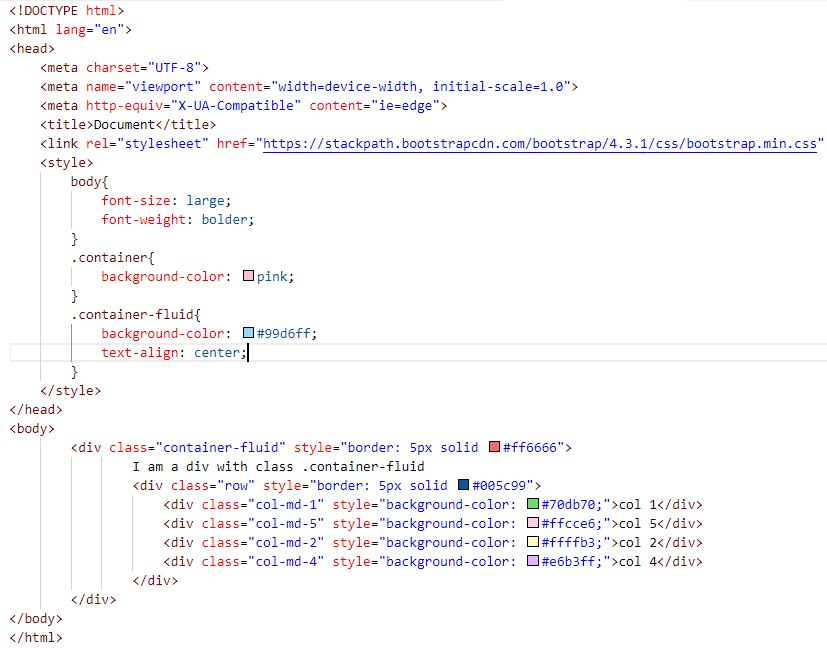 <!DOCTYPE html>
<html lang="en">
<head>
    <meta charset="UTF-8">
    <meta name="viewport" content="width=device-width, initial-scale=1.0">
    <meta http-equiv="X-UA-Compatible" content="ie=edge">
    <title>Document</title>
    <link rel="stylesheet" href="https://stackpath.bootstrapcdn.com/bootstrap/4.3.1/css/bootstrap.min.css"
    <style>
        body{
            font-size: large;
            font-weight: bolder;
        }
        .container{
            background-color: pink;
        }
        .container-fluid{
            background-color: #99d6ff;
            text-align: center;
        }
    </style>
</head>
<body>
        <div class="container-fluid" style="border: 5px solid #ff6666">
                I am a div with class .container-fluid
                <div class="row" style="border: 5px solid #005c99">
                    <div class="col-md-1" style="background-color: #70db70;">col 1</div>
                    <div class="col-md-5" style="background-color: #ffcce6;">col 5</div>
                    <div class="col-md-2" style="background-color: #ffffb3;">col 2</div>
                    <div class="col-md-4" style="background-color: #e6b3ff;">col 4</div>
                </div>
        </div>
</body>
</html>